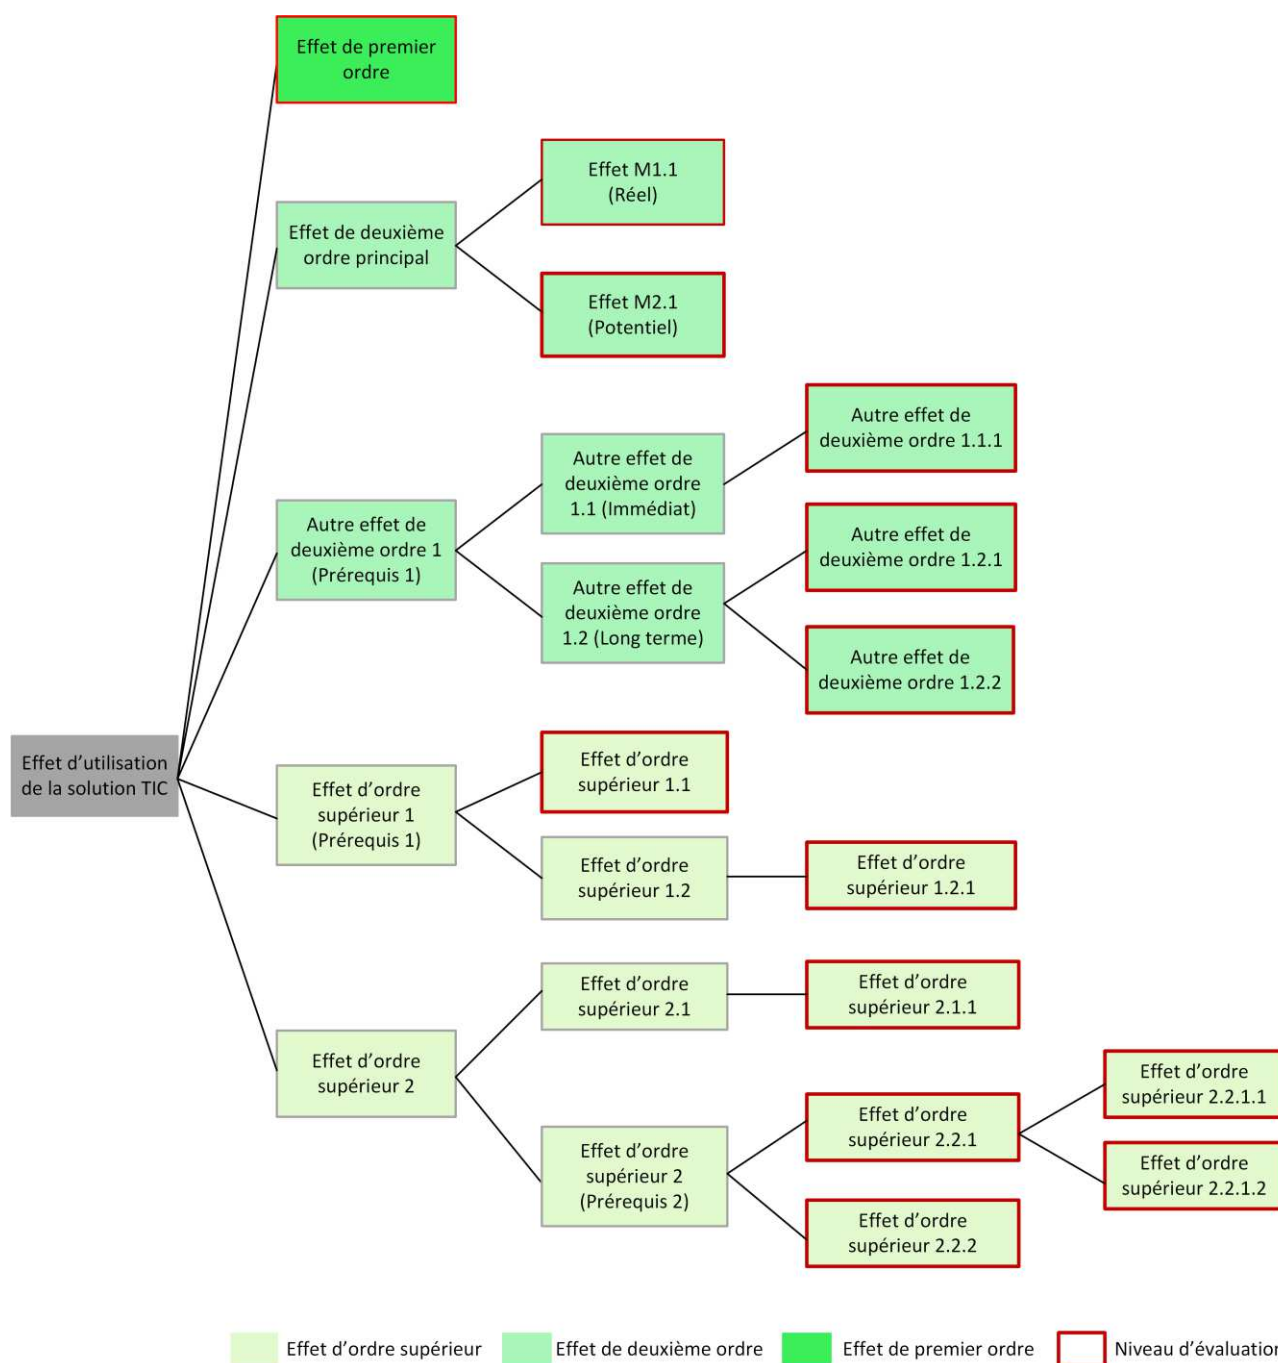 Effet de premier
ordre
Effet M1.1
(Réel)
Effet de deuxième
ordre principal
Effet M2.1
(Potentiel)
Autre effet de
deuxième ordre 1.1.1
Autre effet de
deuxième ordre
1.1 (Immédiat)
Autre effet de
deuxième ordre 1
(Prérequis 1)
Autre effet de
deuxième ordre 1.2.1
Autre effet de
deuxième ordre
1.2 (Long terme)
Autre effet de
deuxième ordre 1.2.2
Effet d’utilisation
de la solution TIC
Effet d’ordre
supérieur 1.1
Effet d’ordre
supérieur 1
(Prérequis 1)
Effet d’ordre
supérieur 1.2
Effet d’ordre
supérieur 1.2.1
Effet d’ordre
supérieur 2.1
Effet d’ordre
supérieur 2.1.1
Effet d’ordre
supérieur 2
Effet d’ordre
supérieur 2.2.1.1
Effet d’ordre
supérieur 2.2.1
Effet d’ordre
supérieur 2
(Prérequis 2)
Effet d’ordre
supérieur 2.2.1.2
Effet d’ordre
supérieur 2.2.2
Effet d’ordre supérieur
Effet de deuxième ordre
Effet de premier ordre
Niveau d’évaluation